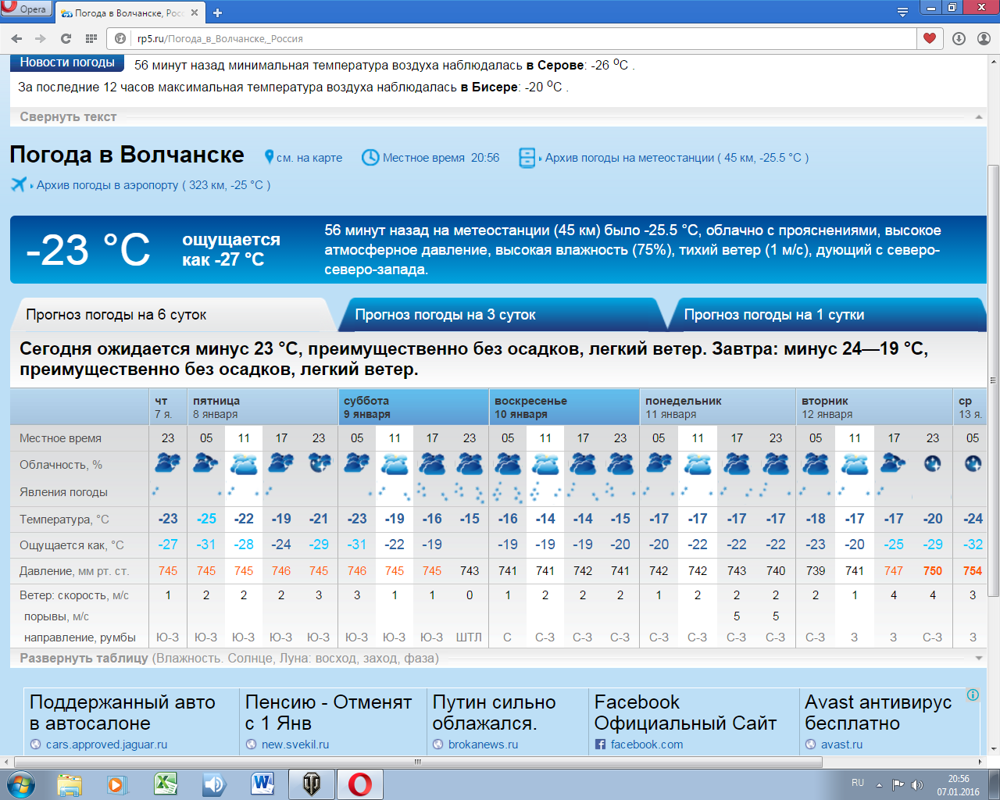 Opera
Погода в Волчанске, Росс
rp5.ru/Погода_в_Волчанске,_Россия
Новости погоды
56 минут назад минимальная температура воздуха наблюдалась в Серове: -26 °C .
За последние 12 часов максимальная температура воздуха наблюдалась в Бисере: -20 °C .
Свернуть текст
Погода в Волчанске
см. на карте
Местное время 20:56
Архив погоды на метеостанции ( 45 км, -25.5 °C )
Архив погоды в аэропорту ( 323 км, -25 °C )
-23 °C
ощущается
как -27 °C
56 минут назад на метеостанции (45 км) было -25.5 °C, облачно с прояснениями, высокое
атмосферное давление, высокая влажность (75%), тихий ветер (1 м/с), дующий с северо-
северо-запада.
Прогноз погоды на 6 суток
Прогноз погоды на 3 суток
Прогноз погоды на 1 сутки
Сегодня ожидается минус 23 °C, преимущественно без осадков, легкий ветер. Завтра: минус 24—19 °C,
преимущественно без осадков, легкий ветер.
чт пятница суббота воскресенье понедельник вторник ср
7 я. 8 января 9 января 10 января 11 января 12 января 13 я.
Местное время 23 05 11 17 23 05 11 17 23 05 11 17 23 05 11 17 23 05 11 17 23 05
Облачность, %
Явления погоды
Температура, °C -23 -25 -22 -19 -21 -23 -19 -16 -15 -16 -14 -14 -15 -17 -17 -17 -17 -18 -17 -17 -20 -24
Ощущается как, °C -27 -31 -28 -24 -29 -31 -22 -19 -19 -19 -19 -20 -20 -22 -22 -22 -23 -20 -25 -29 -32
Давление, мм рт. ст. 745 745 745 746 745 746 745 745 743 741 741 742 741 742 742 743 740 739 741 747 750 754
Ветер: скорость, м/с 1 2 2 2 3 3 1 1 0 1 2 2 2 1 2 2 2 2 1 4 4 3
порывы, м/с 5 5
направление, румбы Ю-З Ю-З Ю-З Ю-З Ю-З Ю-З Ю-З Ю-З ШТЛ С С-З С-З С-З С-З С-З С-З С-З С-З З З С-З З
Развернуть таблицу (Влажность. Солнце, Луна: восход, заход, фаза)
Поддержанный авто
в автосалоне
cars.approved.jaguar.ru
Пенсию - Отменят
с 1 Янв
new.svekil.ru
Путин сильно
облажался.
brokanews.ru
Facebook
Официальный Сайт
facebook.com
Avast антивирус
бесплатно
avast.ru
RU
20:56
07.01.2016